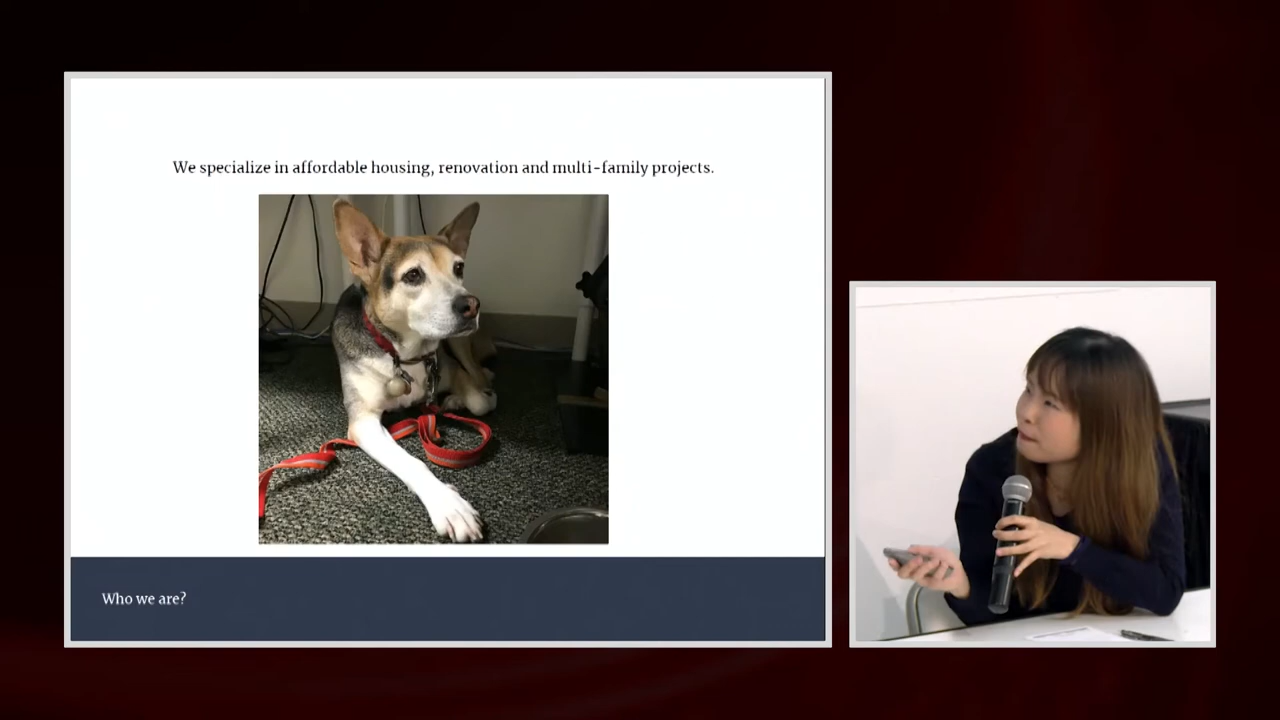 We specialize in affordable housing, renovation and multi-family projects.
Who we are?